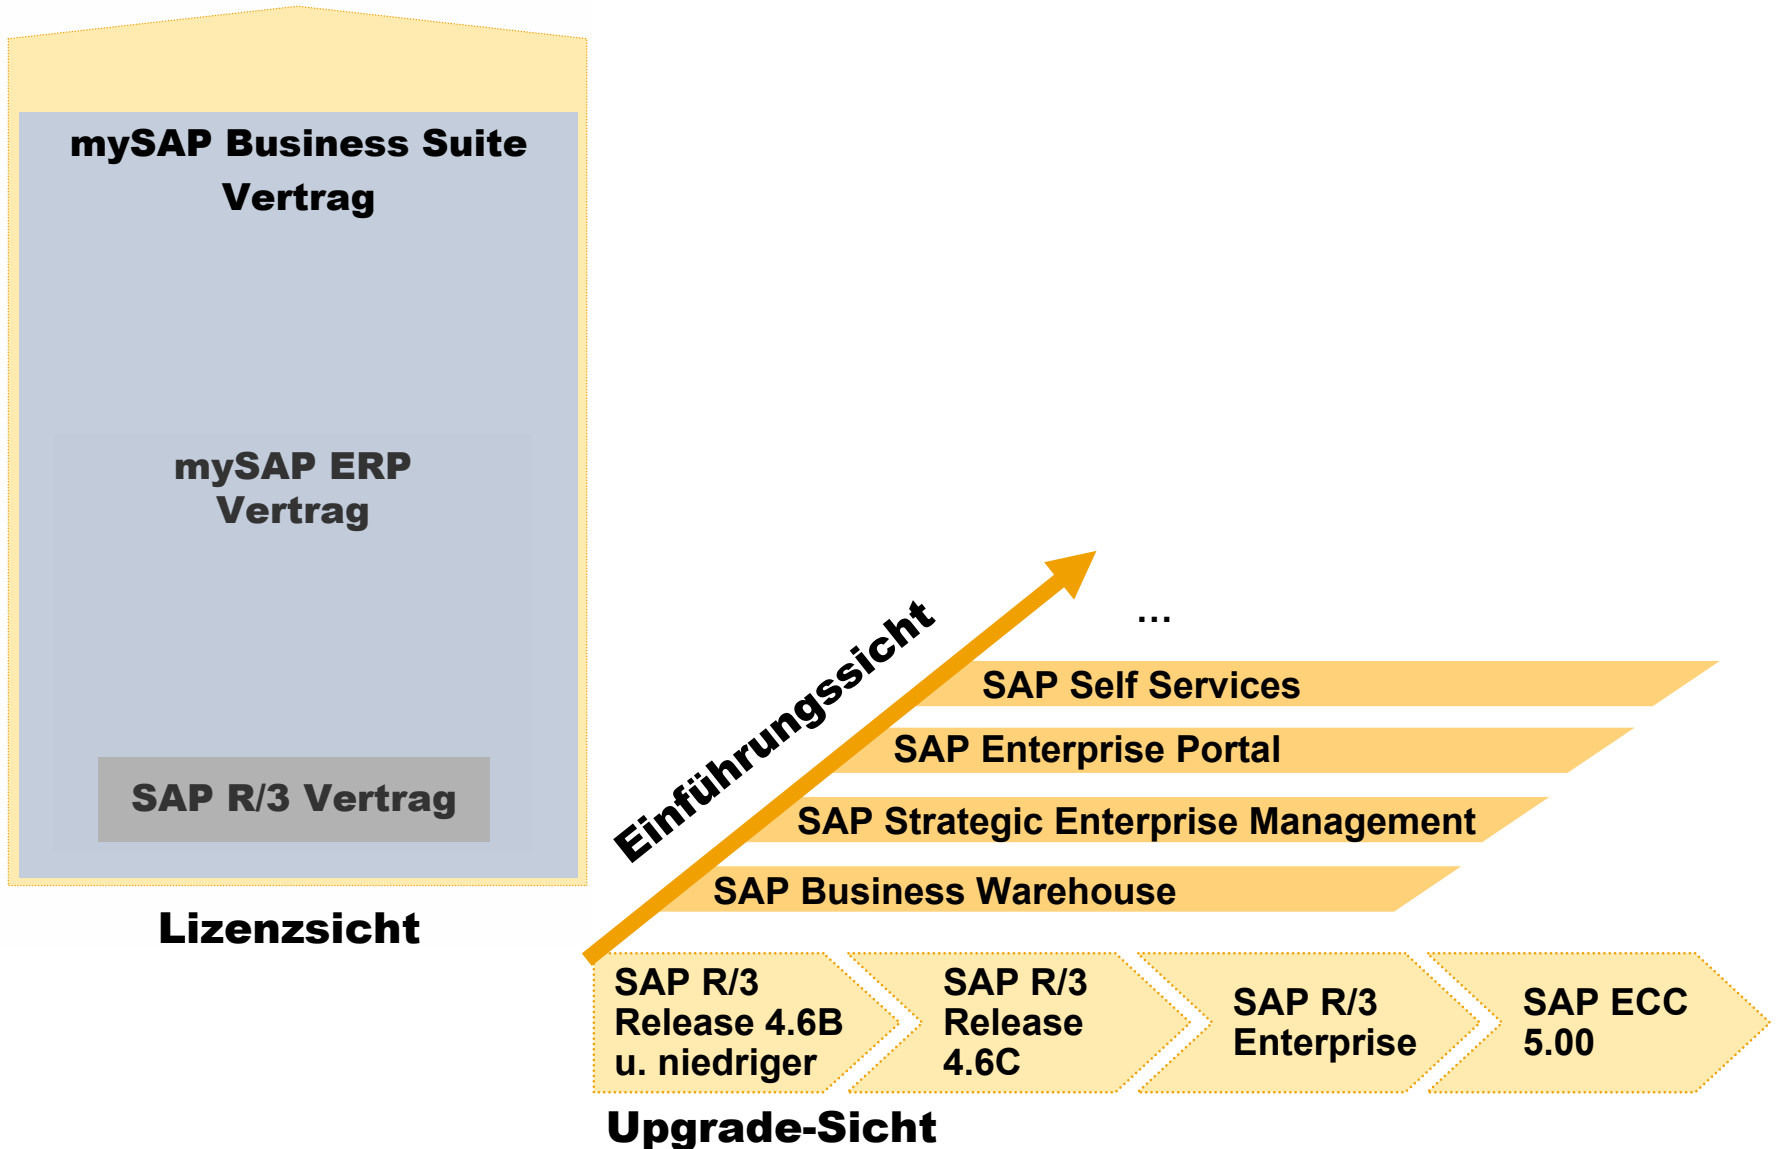 mySAP Business Suite
Vertrag
mySAP ERP
Vertrag
SAP R/3 Vertrag
Lizenzsicht
Einführungssicht
...
SAP Self Services
SAP Enterprise Portal
SAP Strategic Enterprise Management
SAP Business Warehouse
SAP R/3
Release 4.6B
u. niedriger
SAP R/3
Release
4.6C
SAP R/3
Enterprise
SAP ECC
5.00
Upgrade-Sicht